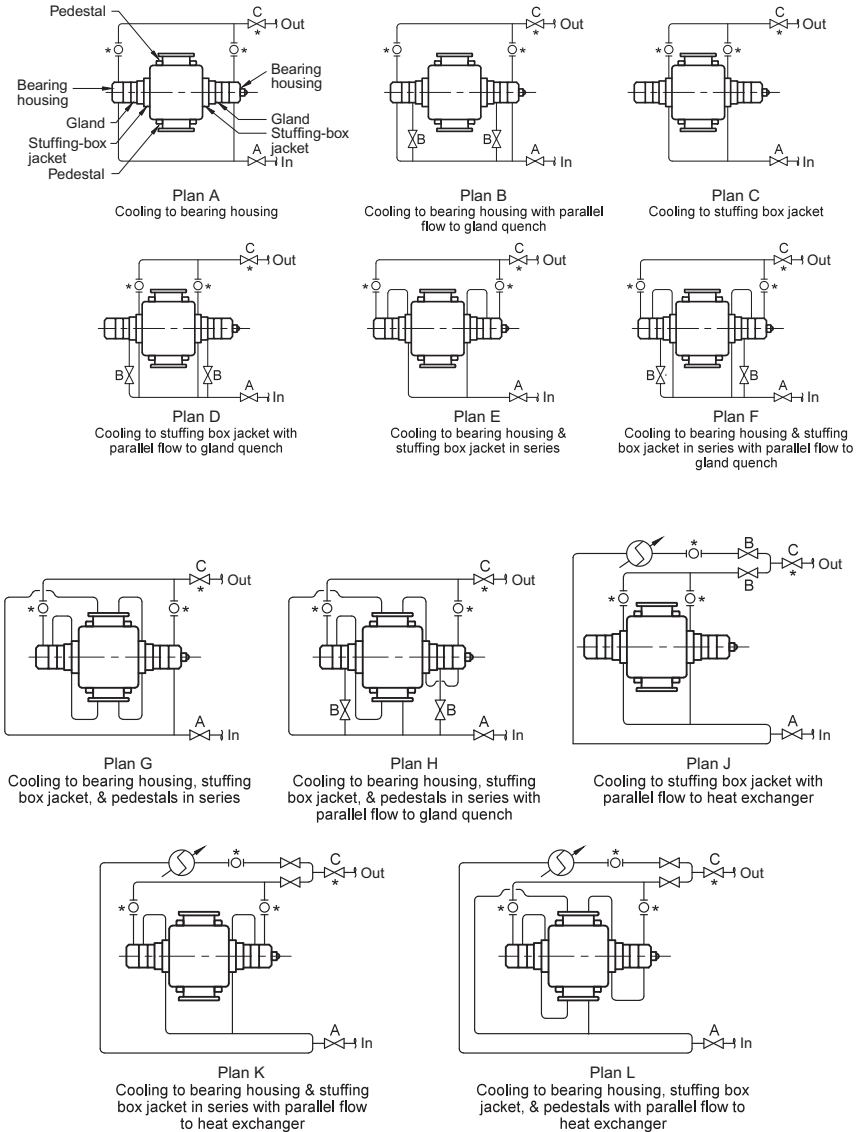 Pedestal
C
*
Out
*
*
Bearing
housing
Bearing
housing
Gland
Gland
Stuffing-box
jacket
Stuffing-box
jacket
Pedestal
A
In
Plan A
Cooling to bearing housing
C
*
Out
*
*
B
B
A
In
Plan B
Cooling to bearing housing with parallel
flow to gland quench
C
*
Out
*
*
A
In
Plan C
Cooling to stuffing box jacket
C
*
Out
*
*
B
B
A
In
Plan D
Cooling to stuffing box jacket with
parallel flow to gland quench
C
*
Out
*
*
A
In
Plan E
Cooling to bearing housing &
stuffing box jacket in series
C
*
Out
*
*
B
B
A
In
Plan F
Cooling to bearing housing & stuffing
box jacket in series with parallel flow to
gland quench
C
*
Out
*
*
A
In
Plan G
Cooling to bearing housing, stuffing
box jacket, & pedestals in series
C
*
Out
*
*
B
B
A
In
Plan H
Cooling to bearing housing, stuffing
box jacket, & pedestals in series with
parallel flow to gland quench
*
B
B
C
*
Out
*
*
A
In
Plan J
Cooling to stuffing box jacket with
parallel flow to heat exchanger
*
C
*
Out
*
*
A
In
Plan K
Cooling to bearing housing & stuffing
box jacket in series with parallel flow
to heat exchanger
*
C
*
Out
*
*
A
In
Plan L
Cooling to bearing housing, stuffing box
jacket, & pedestals with parallel flow to
heat exchanger